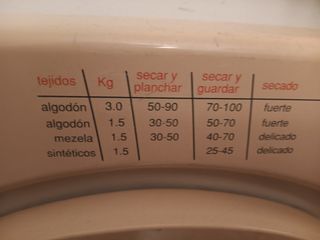 tejidos Kg secar y planchar secar y guardar secado
algodón 3.0 50-90 70-100 fuerte
algodón 1.5 30-50 50-70 fuerte
mezela 1.5 30-50 40-70 delicado
sintéticos 1.5 25-45 delicado